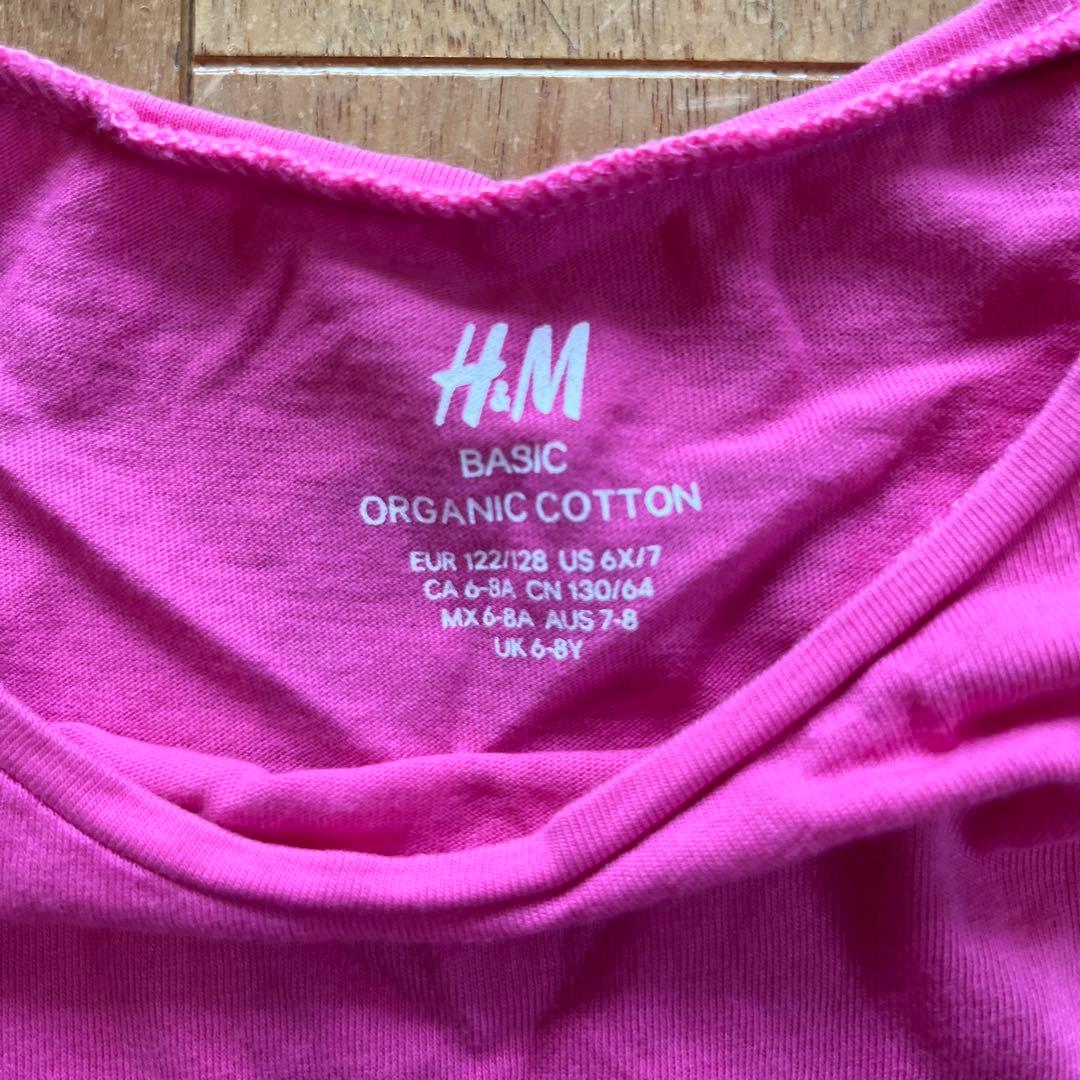 H&M
BASIC
ORGANIC COTTON
EUR 122/128 US 6X/7
CA 6-8A CN 130/64
MX 6-8A AUS 7-8
UK 6-8Y